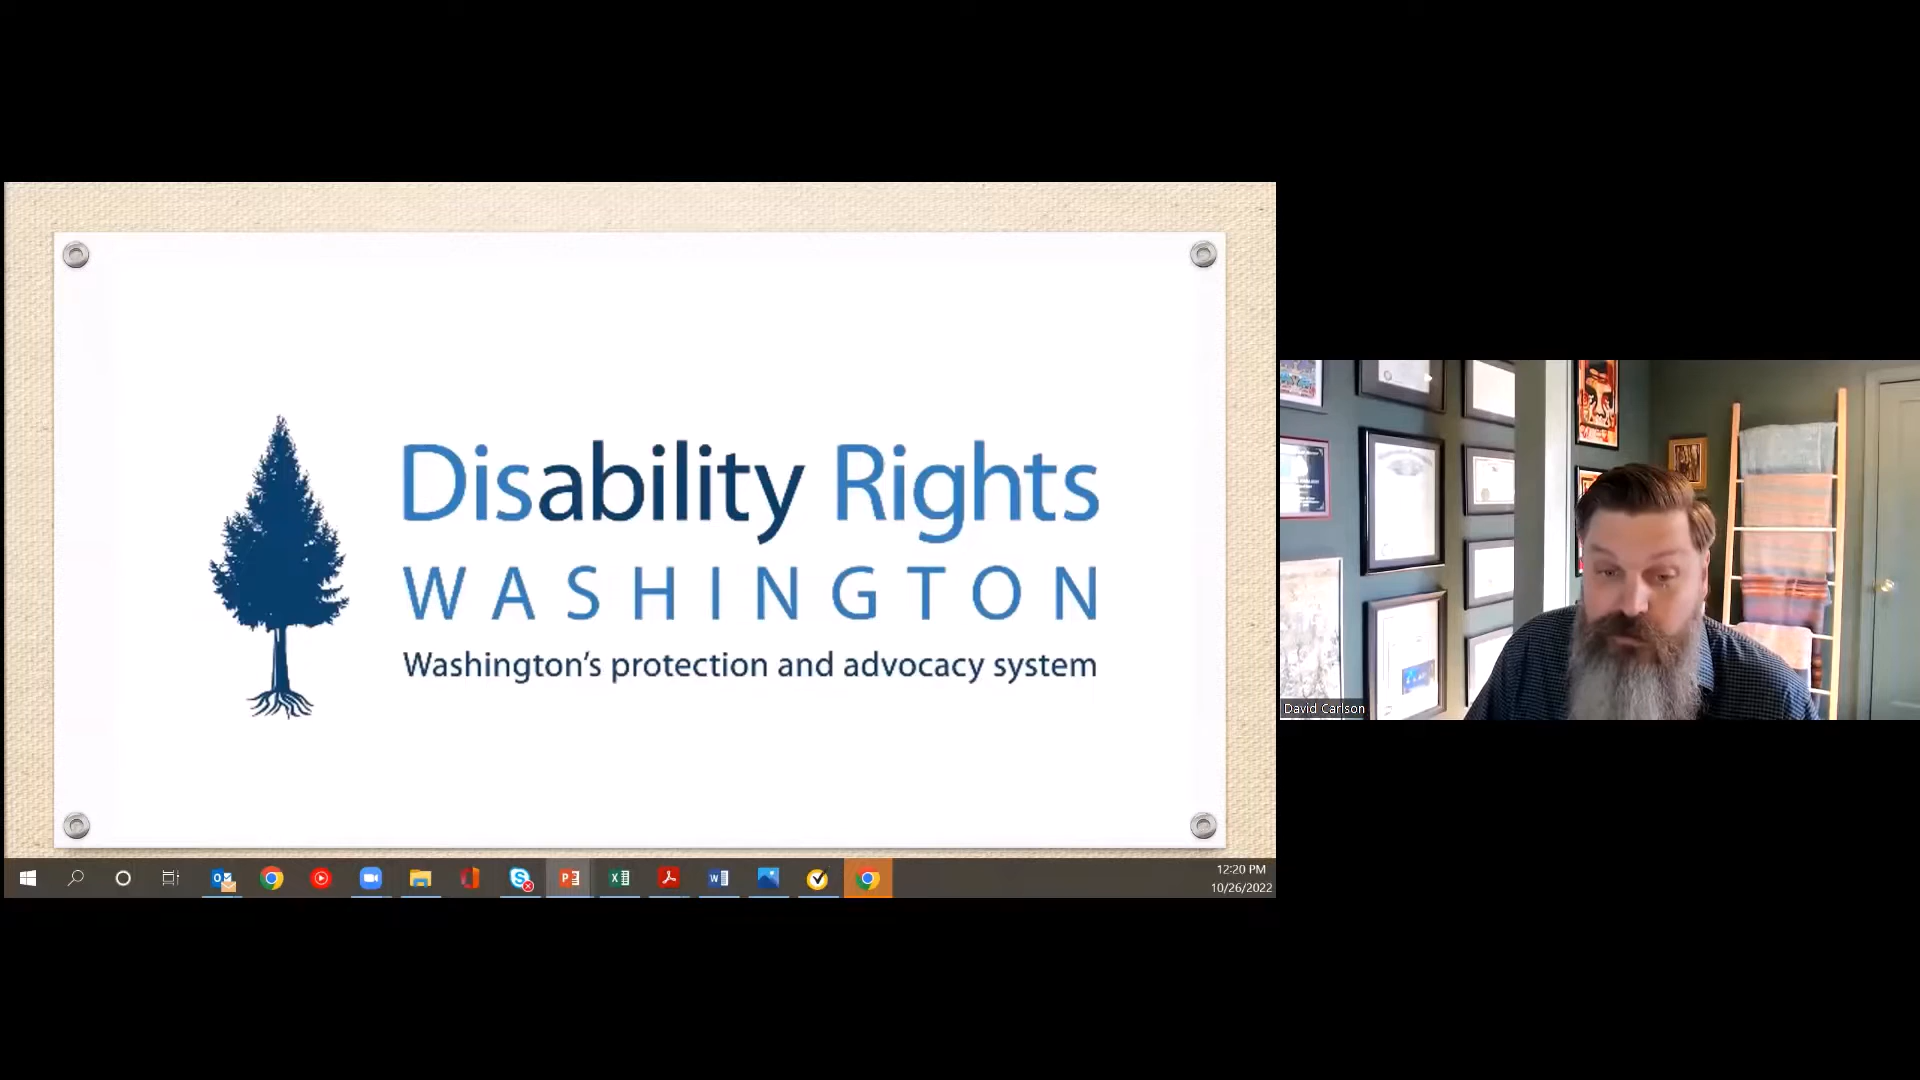 Disability Rights
WASHINGTON
Washington's protection and advocacy system
David Carlson
12:20 PM
10/26/2022